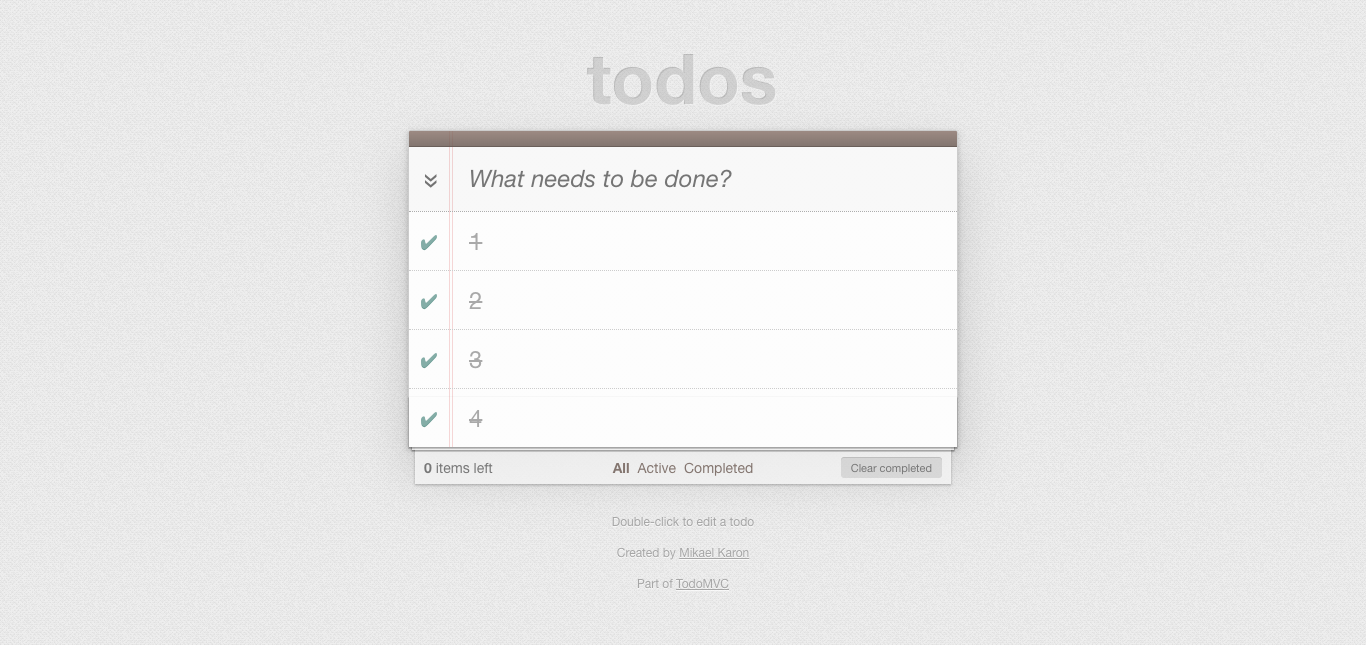 todos
What needs to be done?
1
2
3
4
0 items left All Active Completed Clear completed
Double-click to edit a todo
Created by Mikael Karon
Part of TodoMVC